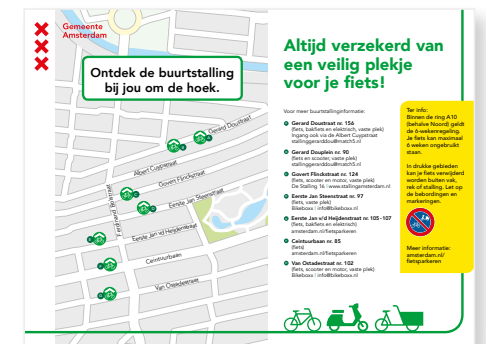 Gemeente
Amsterdam
Ontdek de buurtstalling
bij jou om de hoek.
Gerard Doustraat
Albert Cuypstraat
Govert Flinckstraat
Eerste Jan Steenstraat
Eerste Jan vd Heijdenstraat
Ceintuurbaan
Van Ostadestraat
Altijd verzekerd van
een veilig plekje
voor je fiets!
Voor meer buurtstallinginformatie:
Gerard Doustraat nr. 156
(fiets, bakfiets en elektrisch, vaste plek)
Ingang ook via de Albert Cuypstraat
stallinggerarddou@match5.nl
Gerard Douplein nr. 90
(fiets en scooter, vaste plek)
stallinggerarddou@match5.nl
Govert Flinckstraat nr. 124
(fiets, scooter en motor, vaste plek)
De Stalling 16 | www.stallingamsterdam.nl
Eerste Jan Steenstraat nr. 97
(fiets, vaste plek)
Bikeboxx | info@bikeboxx.nl
Eerste Jan v/d Heijdenstraat nr. 105-107
(fiets, bakfiets en elektrisch)
amsterdam.nl/fietsparkeren
Ceintuurbaan nr. 85
(fiets)
amsterdam.nl/fietsparkeren
Van Ostadestraat nr. 102
(fiets, scooter en motor, vaste plek)
Bikeboxx | info@bikeboxx.nl
Ter info:
Binnen de ring A10
(behalve Noord) geldt
de 6-wekenregeling.
Je fiets kan maximaal
6 weken ongebruikt
staan.
In drukke gebieden
kan je fiets verwijderd
worden buiten vak,
rek of stalling. Let op
de bebordingen en
markeringen.
Meer informatie:
amsterdam.nl/
fietsparkeren